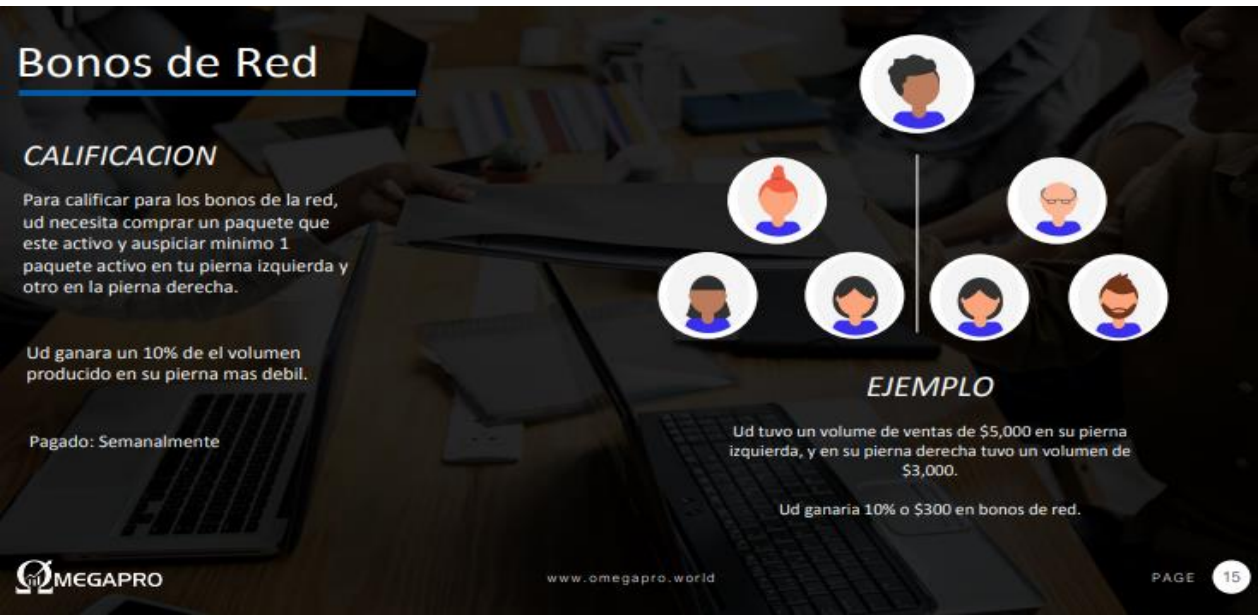 Bonos de Red
CALIFICACION
Para calificar para los bonos de la red,
ud necesita comprar un paquete que
este activo y auspiciar minimo 1
paquete activo en tu pierna izquierda y
otro en la pierna derecha.
Ud ganara un 10% de el volumen
producido en su pierna mas debil.
Pagado: Semanalmente
EJEMPLO
Ud tuvo un volume de ventas de $5,000 en su pierna
izquierda, y en su pierna derecha tuvo un volumen de
$3,000.
Ud ganaria 10% o $300 en bonos de red.
ΩMEGAPRO
www.omegapro.world
PAGE 15